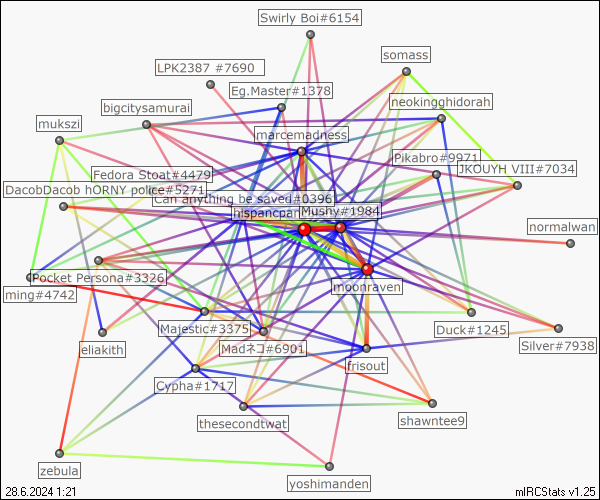 Swirly Boi#6154
somass
LPK2387 #7690
Eg.Master#1378
neokingghidorah
bigcitysamurai
mukszi
marcemadness
Pikabro#9971
JKOUYH VIII#7034
Fedora Stoat#4479
DacobDacob hORNY police#5271
Can anything be saved#0396
hispancpan
Mushy#1984
normalwan
Pocket Persona#3326
moonraven
ming#4742
Majestic#3375
Duck#1245
eliakith
Madネコ#6901
Silver#7938
frisout
Cypha#1717
thesecondtwat
shawntee9
zebula
yoshimanden
28.6.2024 1:21
mIRCStats v1.25